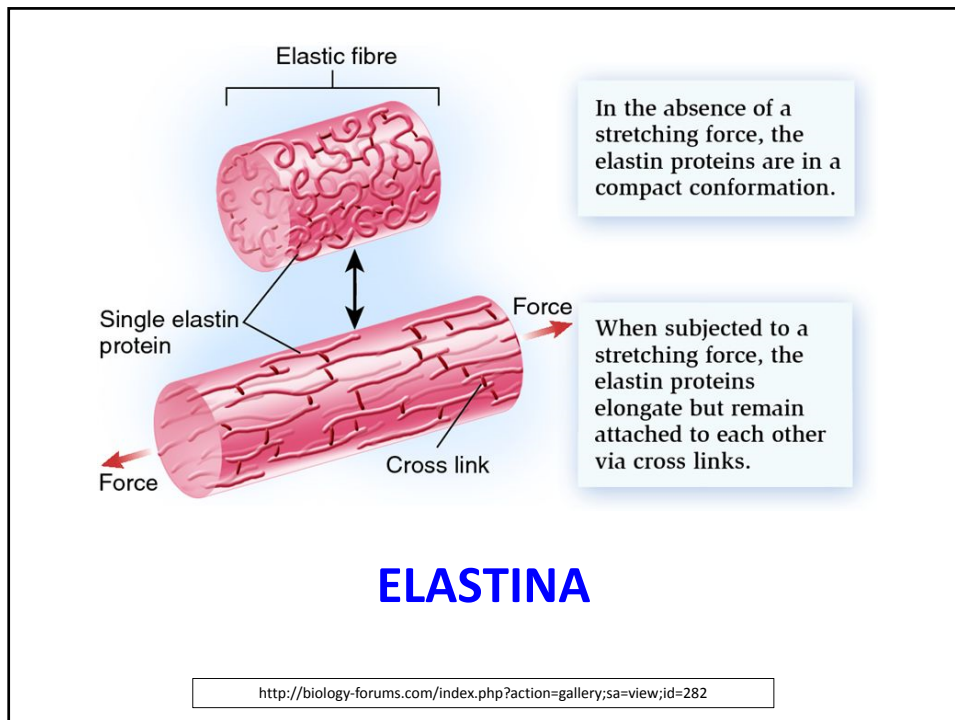 Elastic fibre
In the absence of a
stretching force, the
elastin proteins are in a
compact conformation.
Single elastin
protein
Force
When subjected to a
stretching force, the
elastin proteins
elongate but remain
attached to each other
via cross links.
Cross link
Force
ELASTINA
http://biology-forums.com/index.php?action=gallery;sa=view;id=282